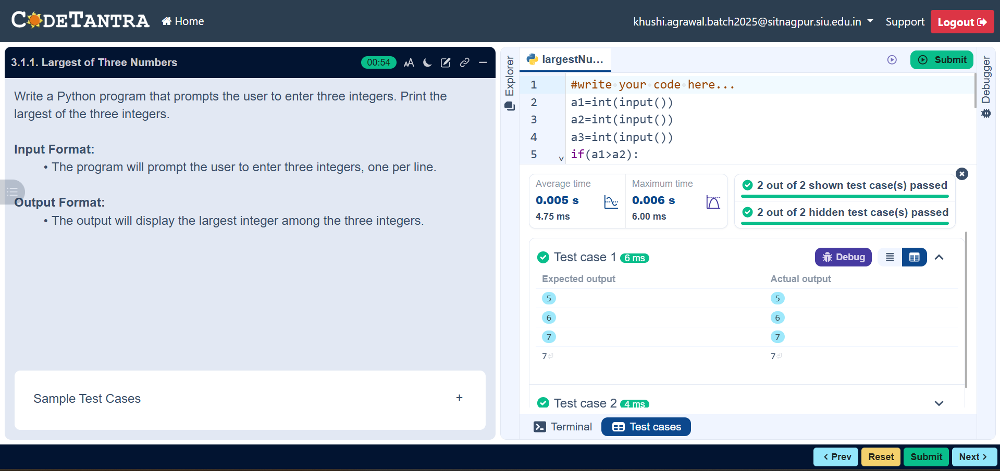 CODETANTRA
Home
khushi.agrawal.batch2025@sitnagpur.siu.edu.in
Support
Logout
3.1.1. Largest of Three Numbers
00:54
AA
Write a Python program that prompts the user to enter three integers. Print the
largest of the three integers.
Input Format:
• The program will prompt the user to enter three integers, one per line.
Output Format:
• The output will display the largest integer among the three integers.
Sample Test Cases
+
Explorer
largestNu...
Submit
Debugger
1 #write your code here...
2 a1=int(input())
3 a2=int(input())
4 a3=int(input())
5 if(a1>a2):
Average time
0.005 s
4.75 ms
Maximum time
0.006 s
6.00 ms
2 out of 2 shown test case(s) passed
2 out of 2 hidden test case(s) passed
Test case 1 6 ms
Debug
Expected output Actual output
5 5
6 6
7 7
7⏎ 7⏎
Test case 2 4 ms
Terminal
Test cases
< Prev
Reset
Submit
Next >